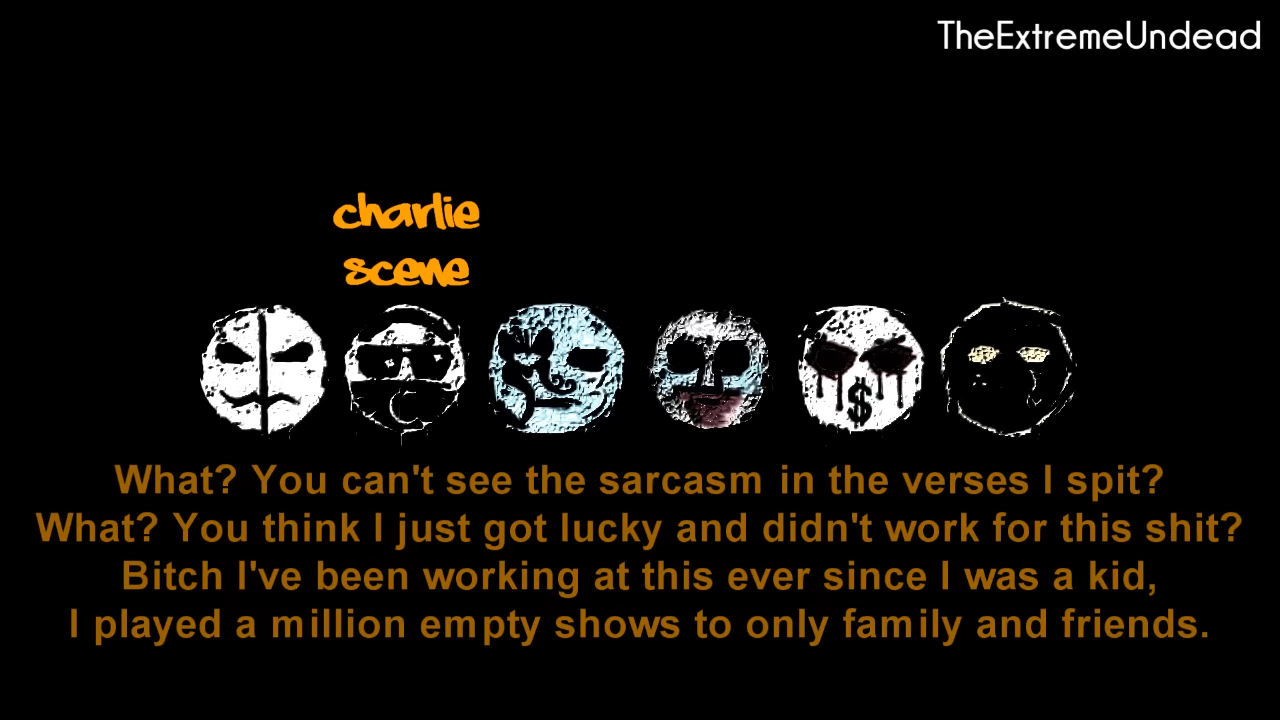 TheExtremeUndead
charlie
scene
$
What? You can't see the sarcasm in the verses I spit?
What? You think I just got lucky and didn't work for this shit?
Bitch I've been working at this ever since I was a kid,
I played a million empty shows to only family and friends.